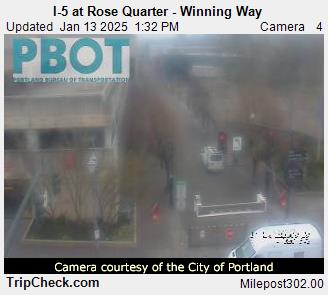 I-5 at Rose Quarter - Winning Way
Updated Jan 13 2025 1:32 PM Camera 4
PBOT
PORTLAND BUREAU OF TRANSPORTATION
Camera courtesy of the City of Portland
TripCheck.com Milepost302.00